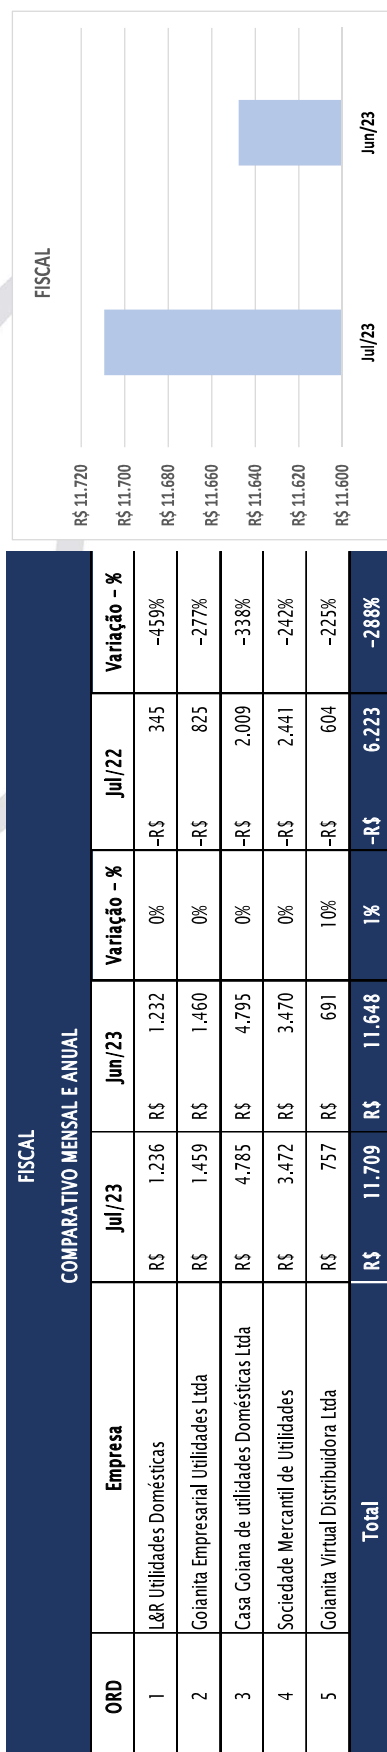 FISCAL
COMPARATIVO MENSAL E ANUAL
ORD Empresa Jul/23 Jun/23 Variação – % Jul/22 Variação – %
1 L&R Utilidades Domésticas R$ 1.236 R$ 1.232 0% -R$ 345 -459%
2 Goianita Empresarial Utilidades Ltda R$ 1.459 R$ 1.460 0% -R$ 825 -277%
3 Casa Goiana de utilidades Domésticas Ltda R$ 4.785 R$ 4.795 0% -R$ 2.009 -338%
4 Sociedade Mercantil de Utilidades R$ 3.472 R$ 3.470 0% -R$ 2.441 -242%
5 Goianita Virtual Distribuidora Ltda R$ 757 R$ 691 10% -R$ 604 -225%
Total R$ 11.709 R$ 11.648 1% -R$ 6.223 -288%
FISCAL
R$ 11.720
R$ 11.700
R$ 11.680
R$ 11.660
R$ 11.640
R$ 11.620
R$ 11.600
Jul/23 Jun/23